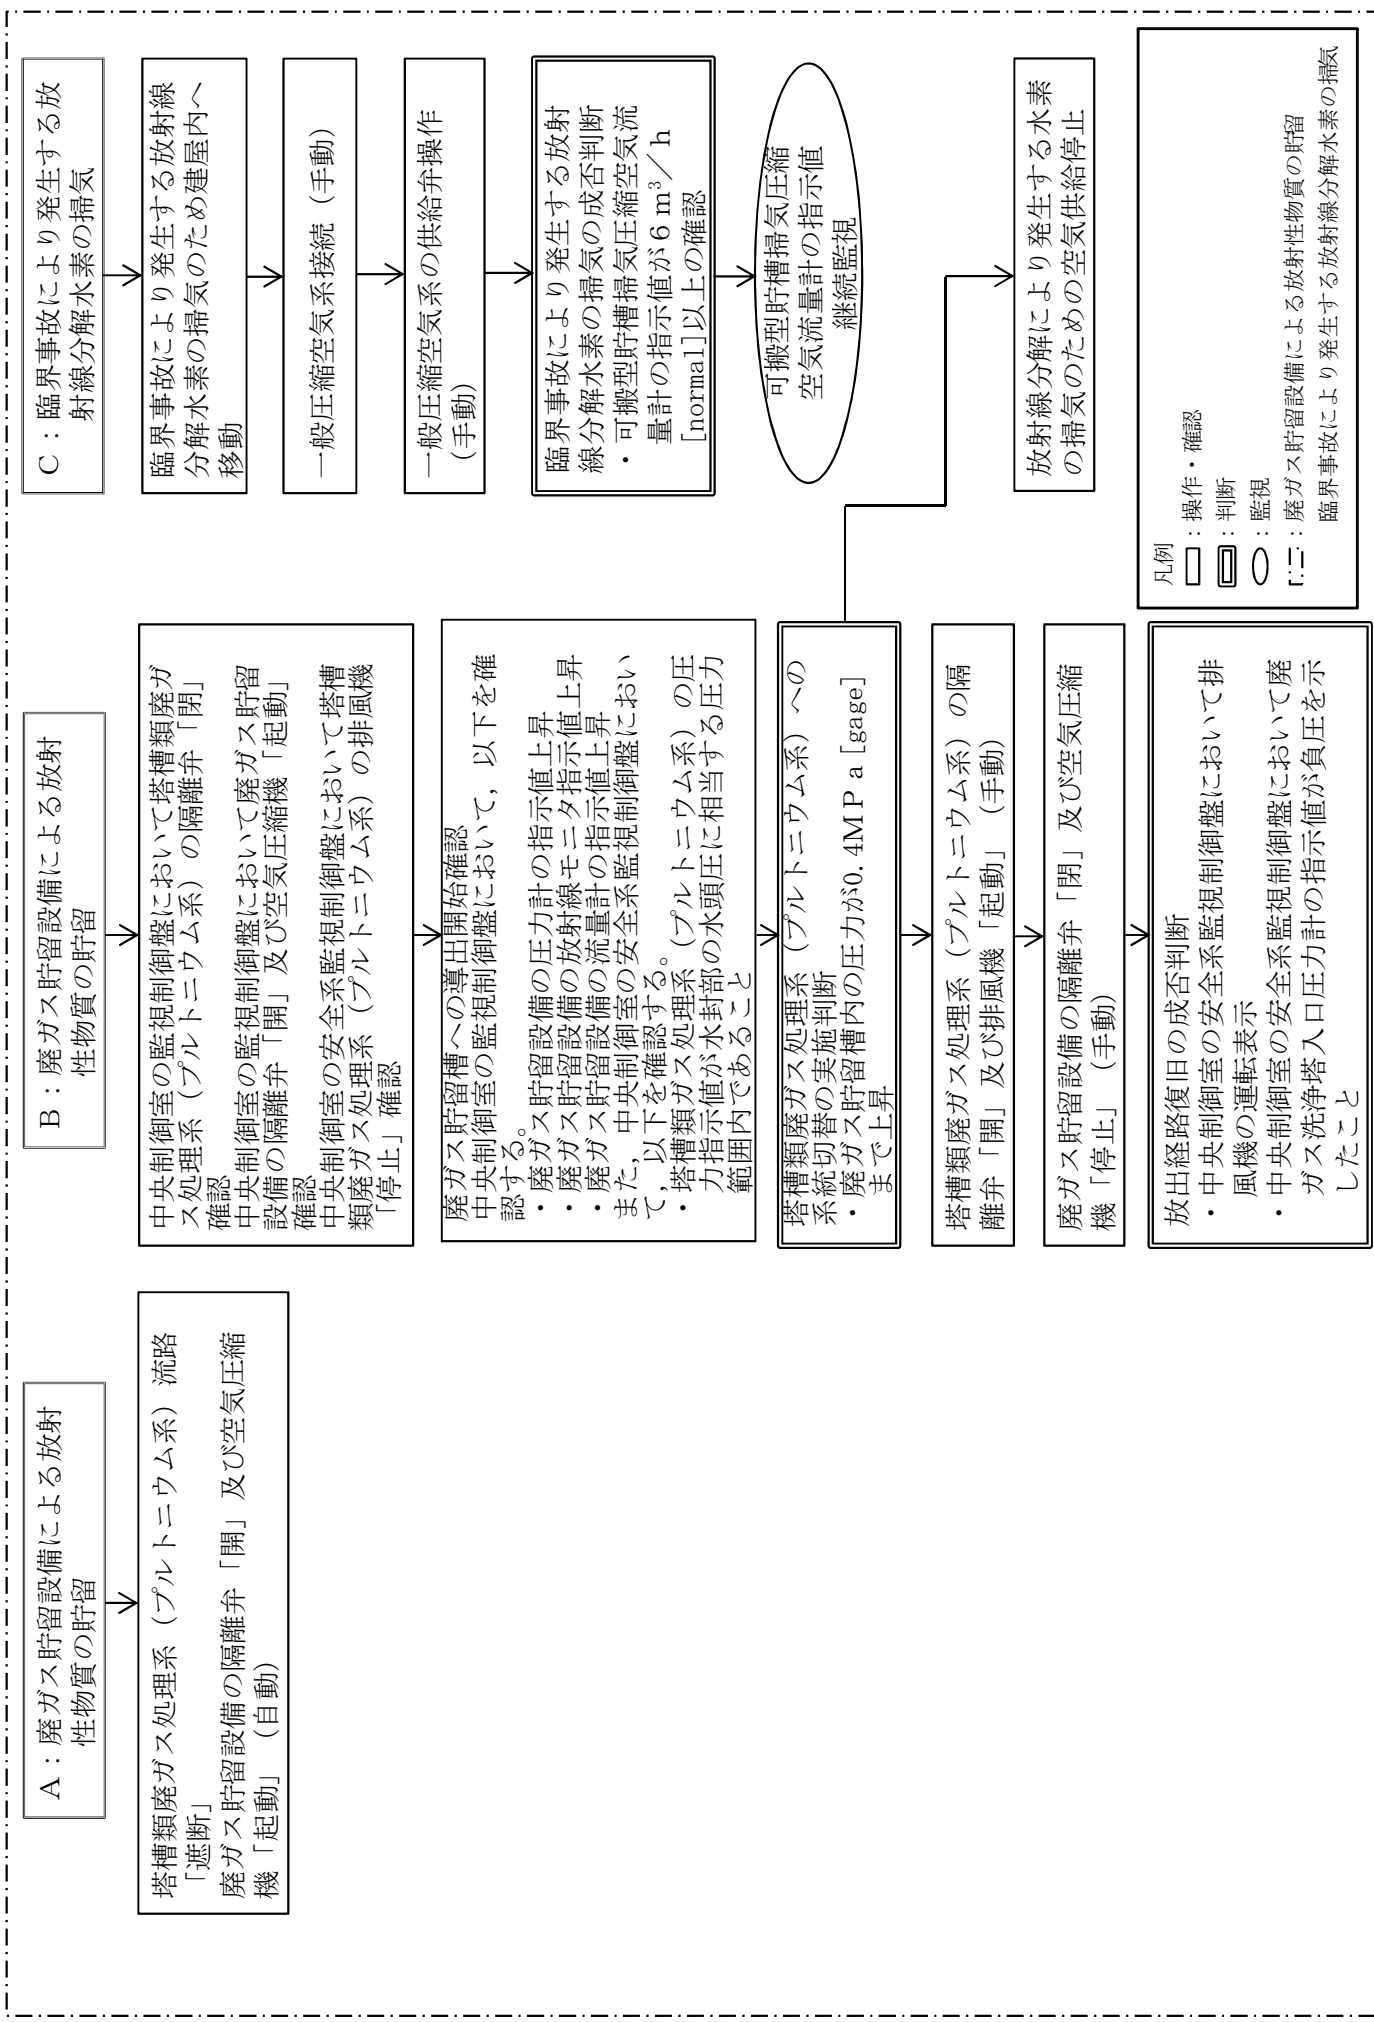 A：廃ガス貯留設備による放射
性物質の貯留
塔槽類廃ガス処理系（プルトニウム系）流路
「遮断」
廃ガス貯留設備の隔離弁「開」及び空気圧縮
機「起動」（自動）
B：廃ガス貯留設備による放射
性物質の貯留
中央制御室の監視制御盤において塔槽類廃ガ
ス処理系（プルトニウム系）の隔離弁「閉」
確認
中央制御室の監視制御盤において廃ガス貯留
設備の隔離弁「開」及び空気圧縮機「起動」
確認
中央制御室の安全系監視制御盤において塔槽
類廃ガス処理系（プルトニウム系）の排風機
「停止」確認
廃ガス貯留槽への導出開始確認
中央制御室の監視制御盤において，以下を確
認する。
・廃ガス貯留設備の圧力計の指示値上昇
・廃ガス貯留設備の放射線モニタ指示値上昇
・廃ガス貯留設備の流量計の指示値上昇
また，中央制御室の安全系監視制御盤におい
て，以下を確認する。
・塔槽類ガス処理系（プルトニウム系）の圧
力指示値が水封部の水頭圧に相当する圧力
範囲内であること
塔槽類廃ガス処理系（プルトニウム系）への
系統切替の実施判断
・廃ガス貯留槽内の圧力が0.4MPa［gage］
まで上昇
塔槽類廃ガス処理系（プルトニウム系）の隔
離弁「開」及び排風機「起動」（手動）
廃ガス貯留設備の隔離弁「閉」及び空気圧縮
機「停止」（手動）
放出経路復旧の成否判断
・中央制御室の安全系監視制御盤において排
風機の運転表示
・中央制御室の安全系監視制御盤において廃
ガス洗浄塔入口圧力計の指示値が負圧を示
したこと
C：臨界事故により発生する放
射線分解水素の掃気
臨界事故により発生する放射線
分解水素の掃気のため建屋内へ
移動
一般圧縮空気系接続（手動）
一般圧縮空気系の供給弁操作
（手動）
臨界事故により発生する放射
線分解水素の掃気の成否判断
・可搬型貯槽掃気圧縮空気流
量計の指示値が６m³／h
[normal]以上の確認
可搬型貯槽掃気圧縮
空気流量計の指示値
継続監視
放射線分解により発生する水素
の掃気のための空気供給停止
凡例
：操作・確認
：判断
：監視
：廃ガス貯留設備による放射性物質の貯留
臨界事故により発生する放射線分解水素の掃気